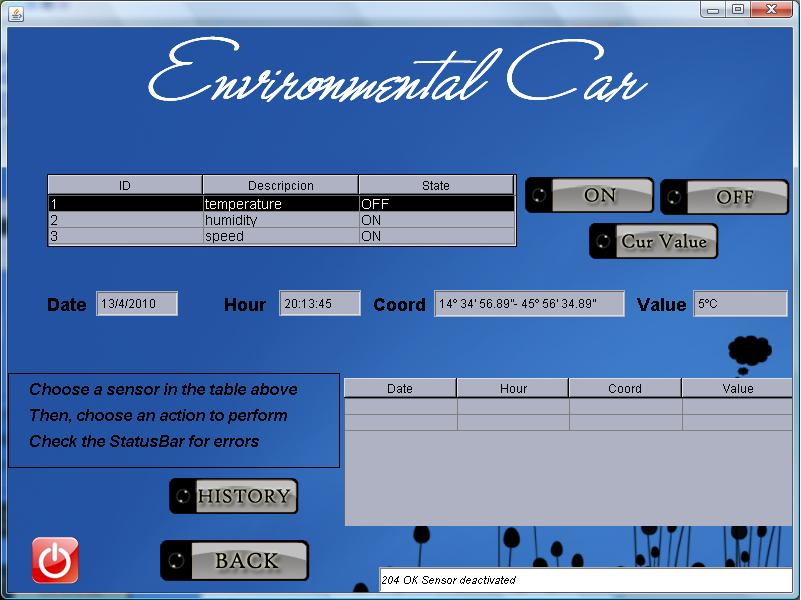 Environmental Car
ID Descripcion State
1 temperature OFF
2 humidity ON
3 speed ON
ON OFF
Cur Value
Date 13/4/2010 Hour 20:13:45 Coord 14º 34' 56.89''- 45º 56' 34.89'' Value 5ºC
Choose a sensor in the table above
Then, choose an action to perform
Check the StatusBar for errors
Date Hour Coord Value
HISTORY
BACK
204 OK Sensor deactivated